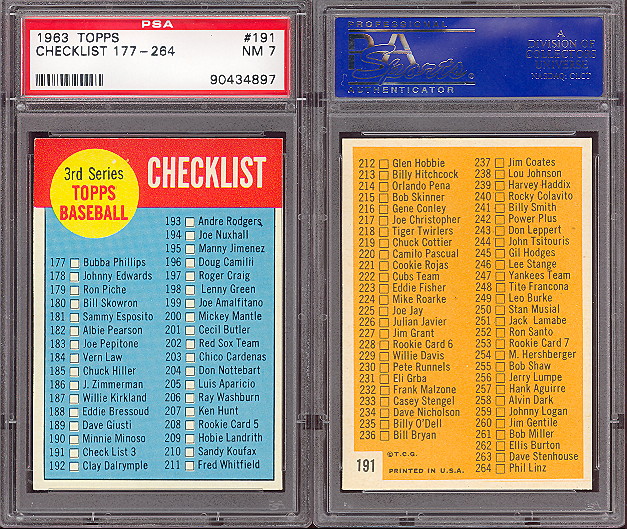 PSA
1963 TOPPS #191
CHECKLIST 177-264 NM 7
90434897
3rd Series
TOPPS
BASEBALL
CHECKLIST
193 Andre Rodgers
194 Joe Nuxhall
195 Manny Jimenez
177 Bubba Phillips
178 Johnny Edwards
179 Ron Piche
180 Bill Skowron
181 Sammy Esposito
182 Albie Pearson
183 Joe Pepitone
184 Vern Law
185 Chuck Hiller
186 J. Zimmerman
187 Willie Kirkland
188 Eddie Bressoud
189 Dave Giusti
190 Minnie Minoso
191 Check List 3
192 Clay Dalrymple
196 Doug Camilli
197 Roger Craig
198 Lenny Green
199 Joe Amalfitano
200 Mickey Mantle
201 Cecil Butler
202 Red Sox Team
203 Chico Cardenas
204 Don Nottebart
205 Luis Aparicio
206 Ray Washburn
207 Ken Hunt
208 Rookie Card 5
209 Hobie Landrith
210 Sandy Koufax
211 Fred Whitfield
PROFESSIONAL
PSA
Sports
AUTHENTICATOR
A
DIVISION OF
COLLECTORS
UNIVERSE
NASDAQ: CLCT
212 Glen Hobbie
213 Billy Hitchcock
214 Orlando Pena
215 Bob Skinner
216 Gene Conley
217 Joe Christopher
218 Tiger Twirlers
219 Chuck Cottier
220 Camilo Pascual
221 Cookie Rojas
222 Cubs Team
223 Eddie Fisher
224 Mike Roarke
225 Joe Jay
226 Julian Javier
227 Jim Grant
228 Rookie Card 6
229 Willie Davis
230 Pete Runnels
231 Eli Grba
232 Frank Malzone
233 Casey Stengel
234 Dave Nicholson
235 Billy O'Dell
236 Bill Bryan
237 Jim Coates
238 Lou Johnson
239 Harvey Haddix
240 Rocky Colavito
241 Billy Smith
242 Power Plus
243 Don Leppert
244 John Tsitouris
245 Gil Hodges
246 Lee Stange
247 Yankees Team
248 Tito Francona
249 Leo Burke
250 Stan Musial
251 Jack Lamabe
252 Ron Santo
253 Rookie Card 7
254 M. Hershberger
255 Bob Shaw
256 Jerry Lumpe
257 Hank Aguirre
258 Alvin Dark
259 Johnny Logan
260 Jim Gentile
261 Bob Miller
262 Ellis Burton
263 Dave Stenhouse
264 Phil Linz
191
© T.C.G.
PRINTED IN U.S.A.